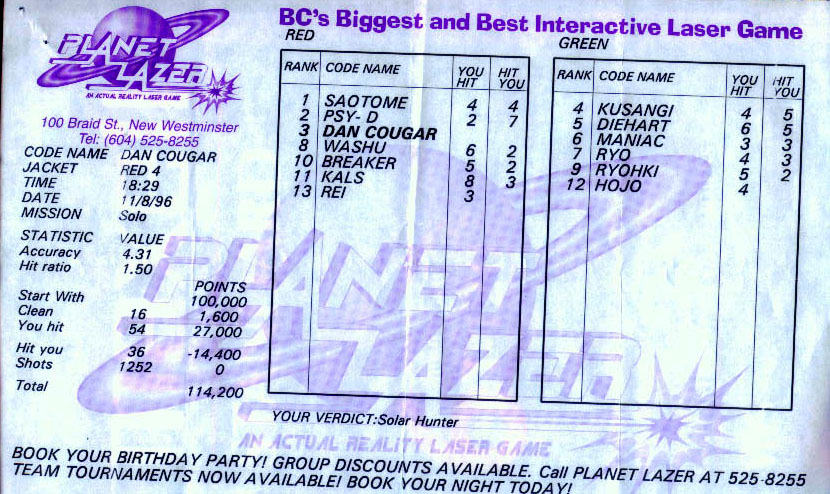 PLANET LAZER
AN ACTUAL REALITY LASER GAME
100 Braid St., New Westminster
Tel: (604) 525-8255
CODE NAME DAN COUGAR
JACKET RED 4
TIME 18:29
DATE 11/8/96
MISSION Solo
STATISTIC VALUE
Accuracy 4.31
Hit ratio 1.50
POINTS
Start With 100,000
Clean 16 1,600
You hit 54 27,000
Hit you 36 -14,400
Shots 1252 0
Total 114,200
BC's Biggest and Best Interactive Laser Game
RED
RANK CODE NAME YOU HIT HIT YOU
1 SAOTOME 4 4
2 PSY-D 2 7
3 DAN COUGAR
8 WASHU 6 2
10 BREAKER 5 2
11 KALS 8 3
13 REI 3
GREEN
RANK CODE NAME YOU HIT HIT YOU
4 KUSANGI 4 5
5 DIEHART 6 5
6 MANIAC 3 3
7 RYO 4 3
9 RYOHKI 5 2
12 HOJO 4
PLANET LAZER
YOUR VERDICT:Solar Hunter
AN ACTUAL REALITY LASER GAME
BOOK YOUR BIRTHDAY PARTY! GROUP DISCOUNTS AVAILABLE. Call PLANET LAZER AT 525-8255
TEAM TOURNAMENTS NOW AVAILABLE! BOOK YOUR NIGHT TODAY!